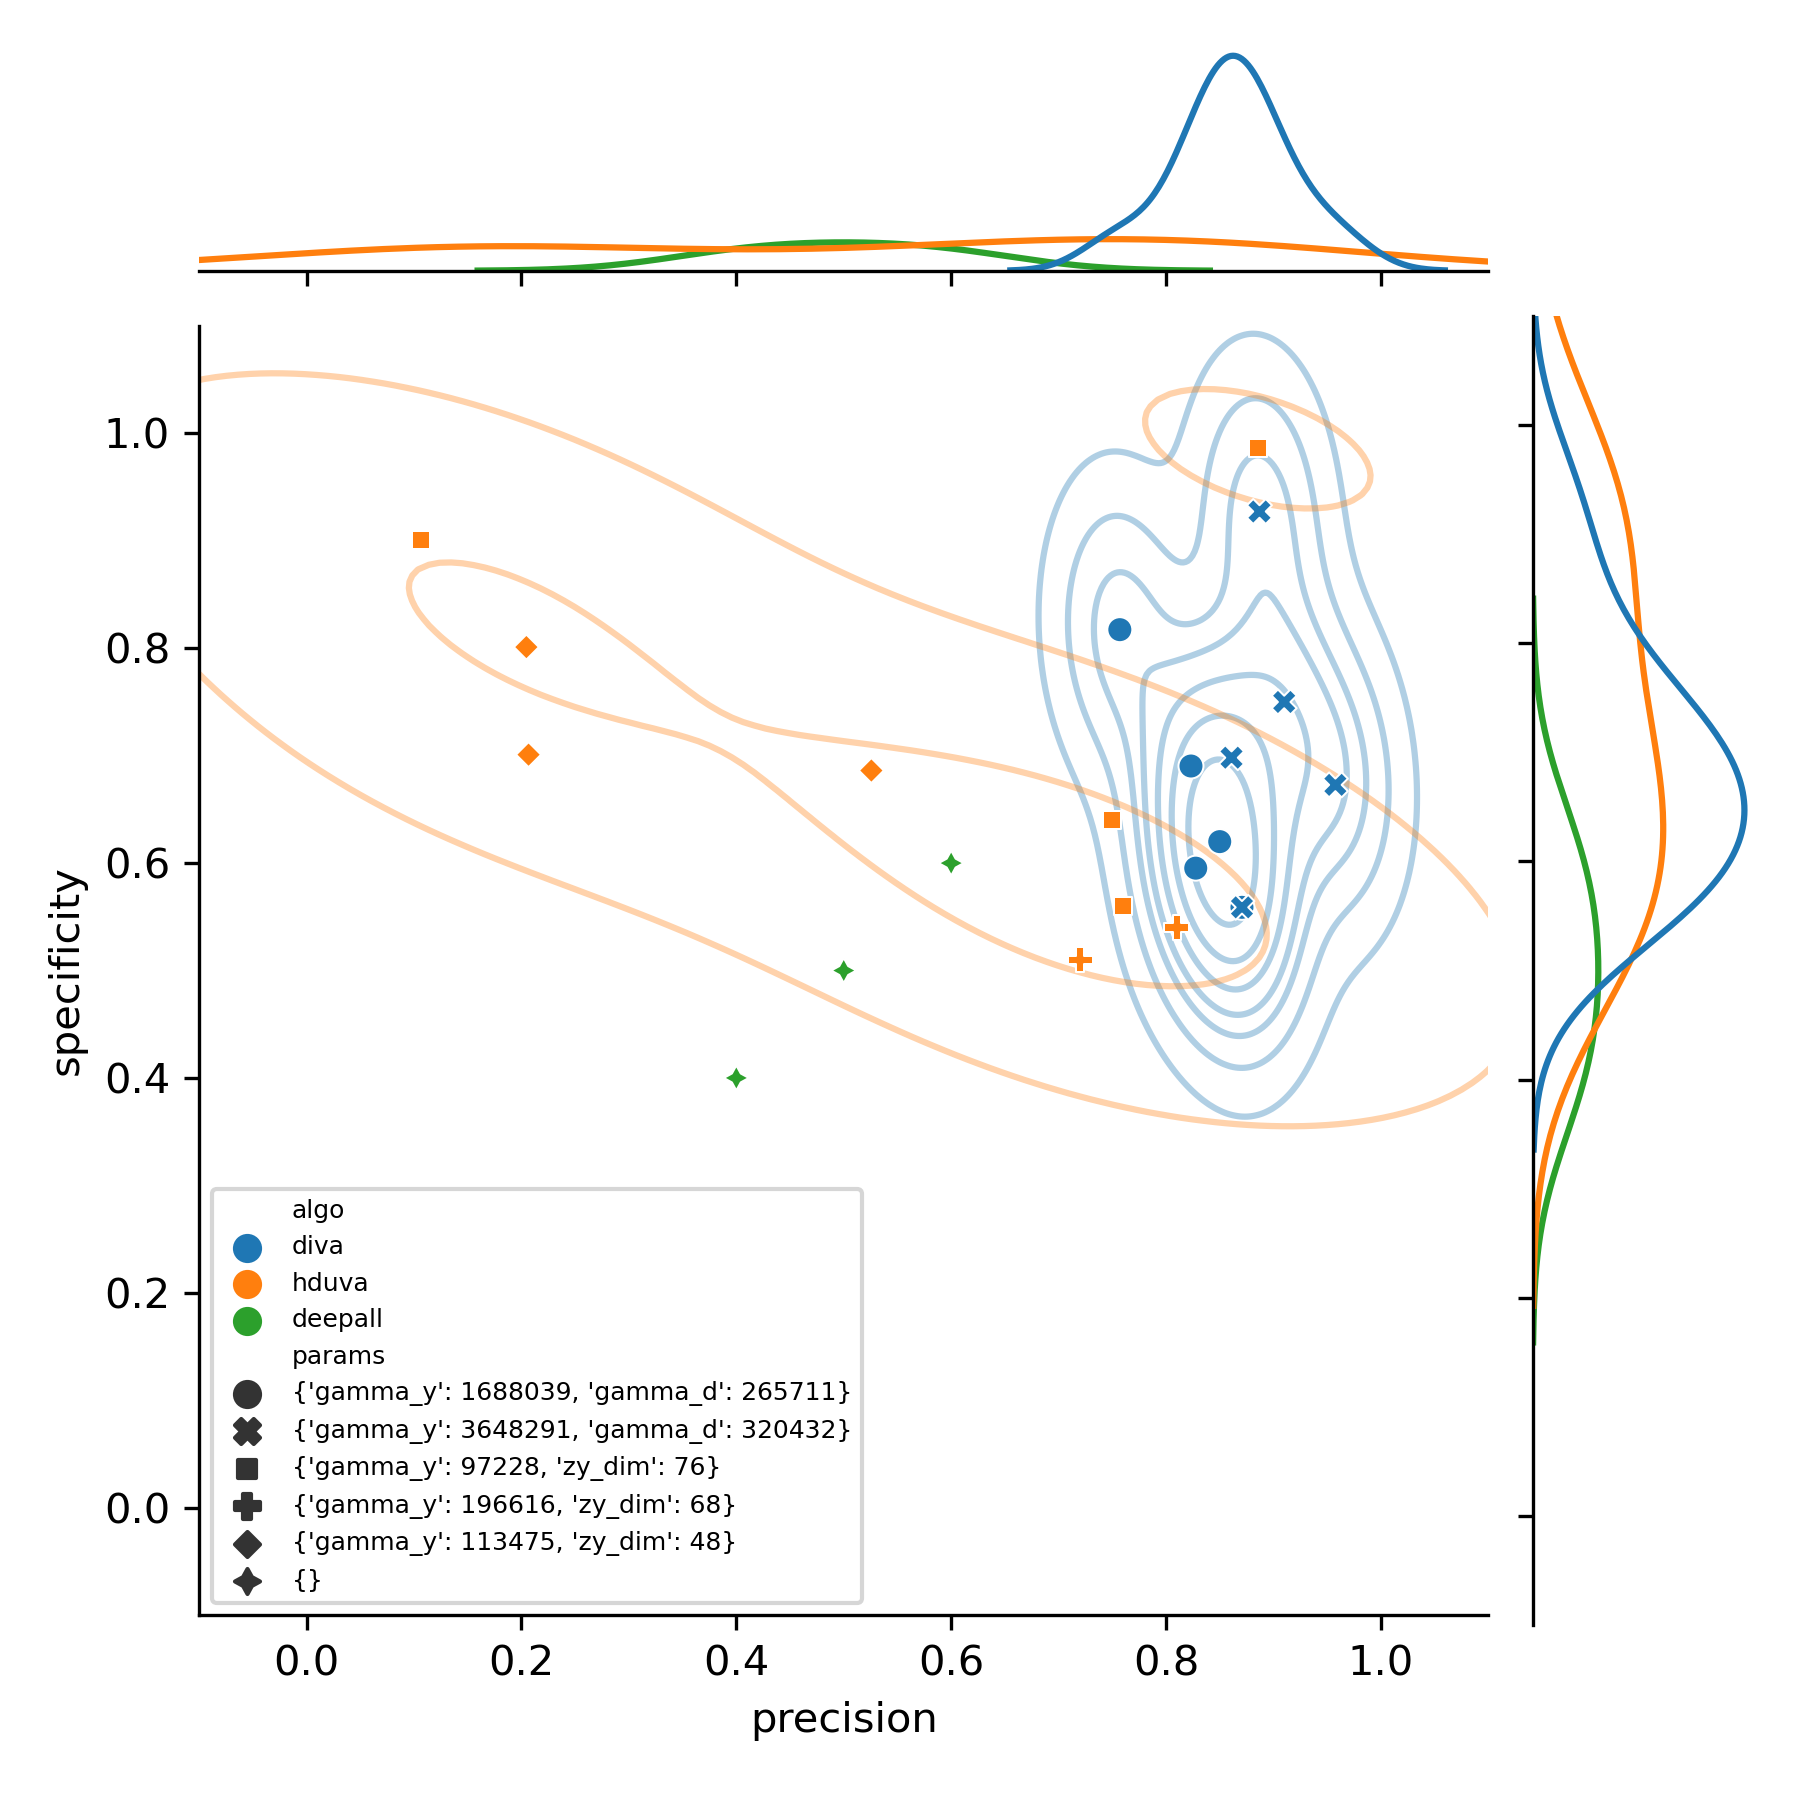 1.0
0.8
0.6
0.4
0.2
0.0
specificity
algo
diva
hduva
deepall
params
{'gamma_y': 1688039, 'gamma_d': 265711}
{'gamma_y': 3648291, 'gamma_d': 320432}
{'gamma_y': 97228, 'zy_dim': 76}
{'gamma_y': 196616, 'zy_dim': 68}
{'gamma_y': 113475, 'zy_dim': 48}
{}
0.0 0.2 0.4 0.6 0.8 1.0
precision